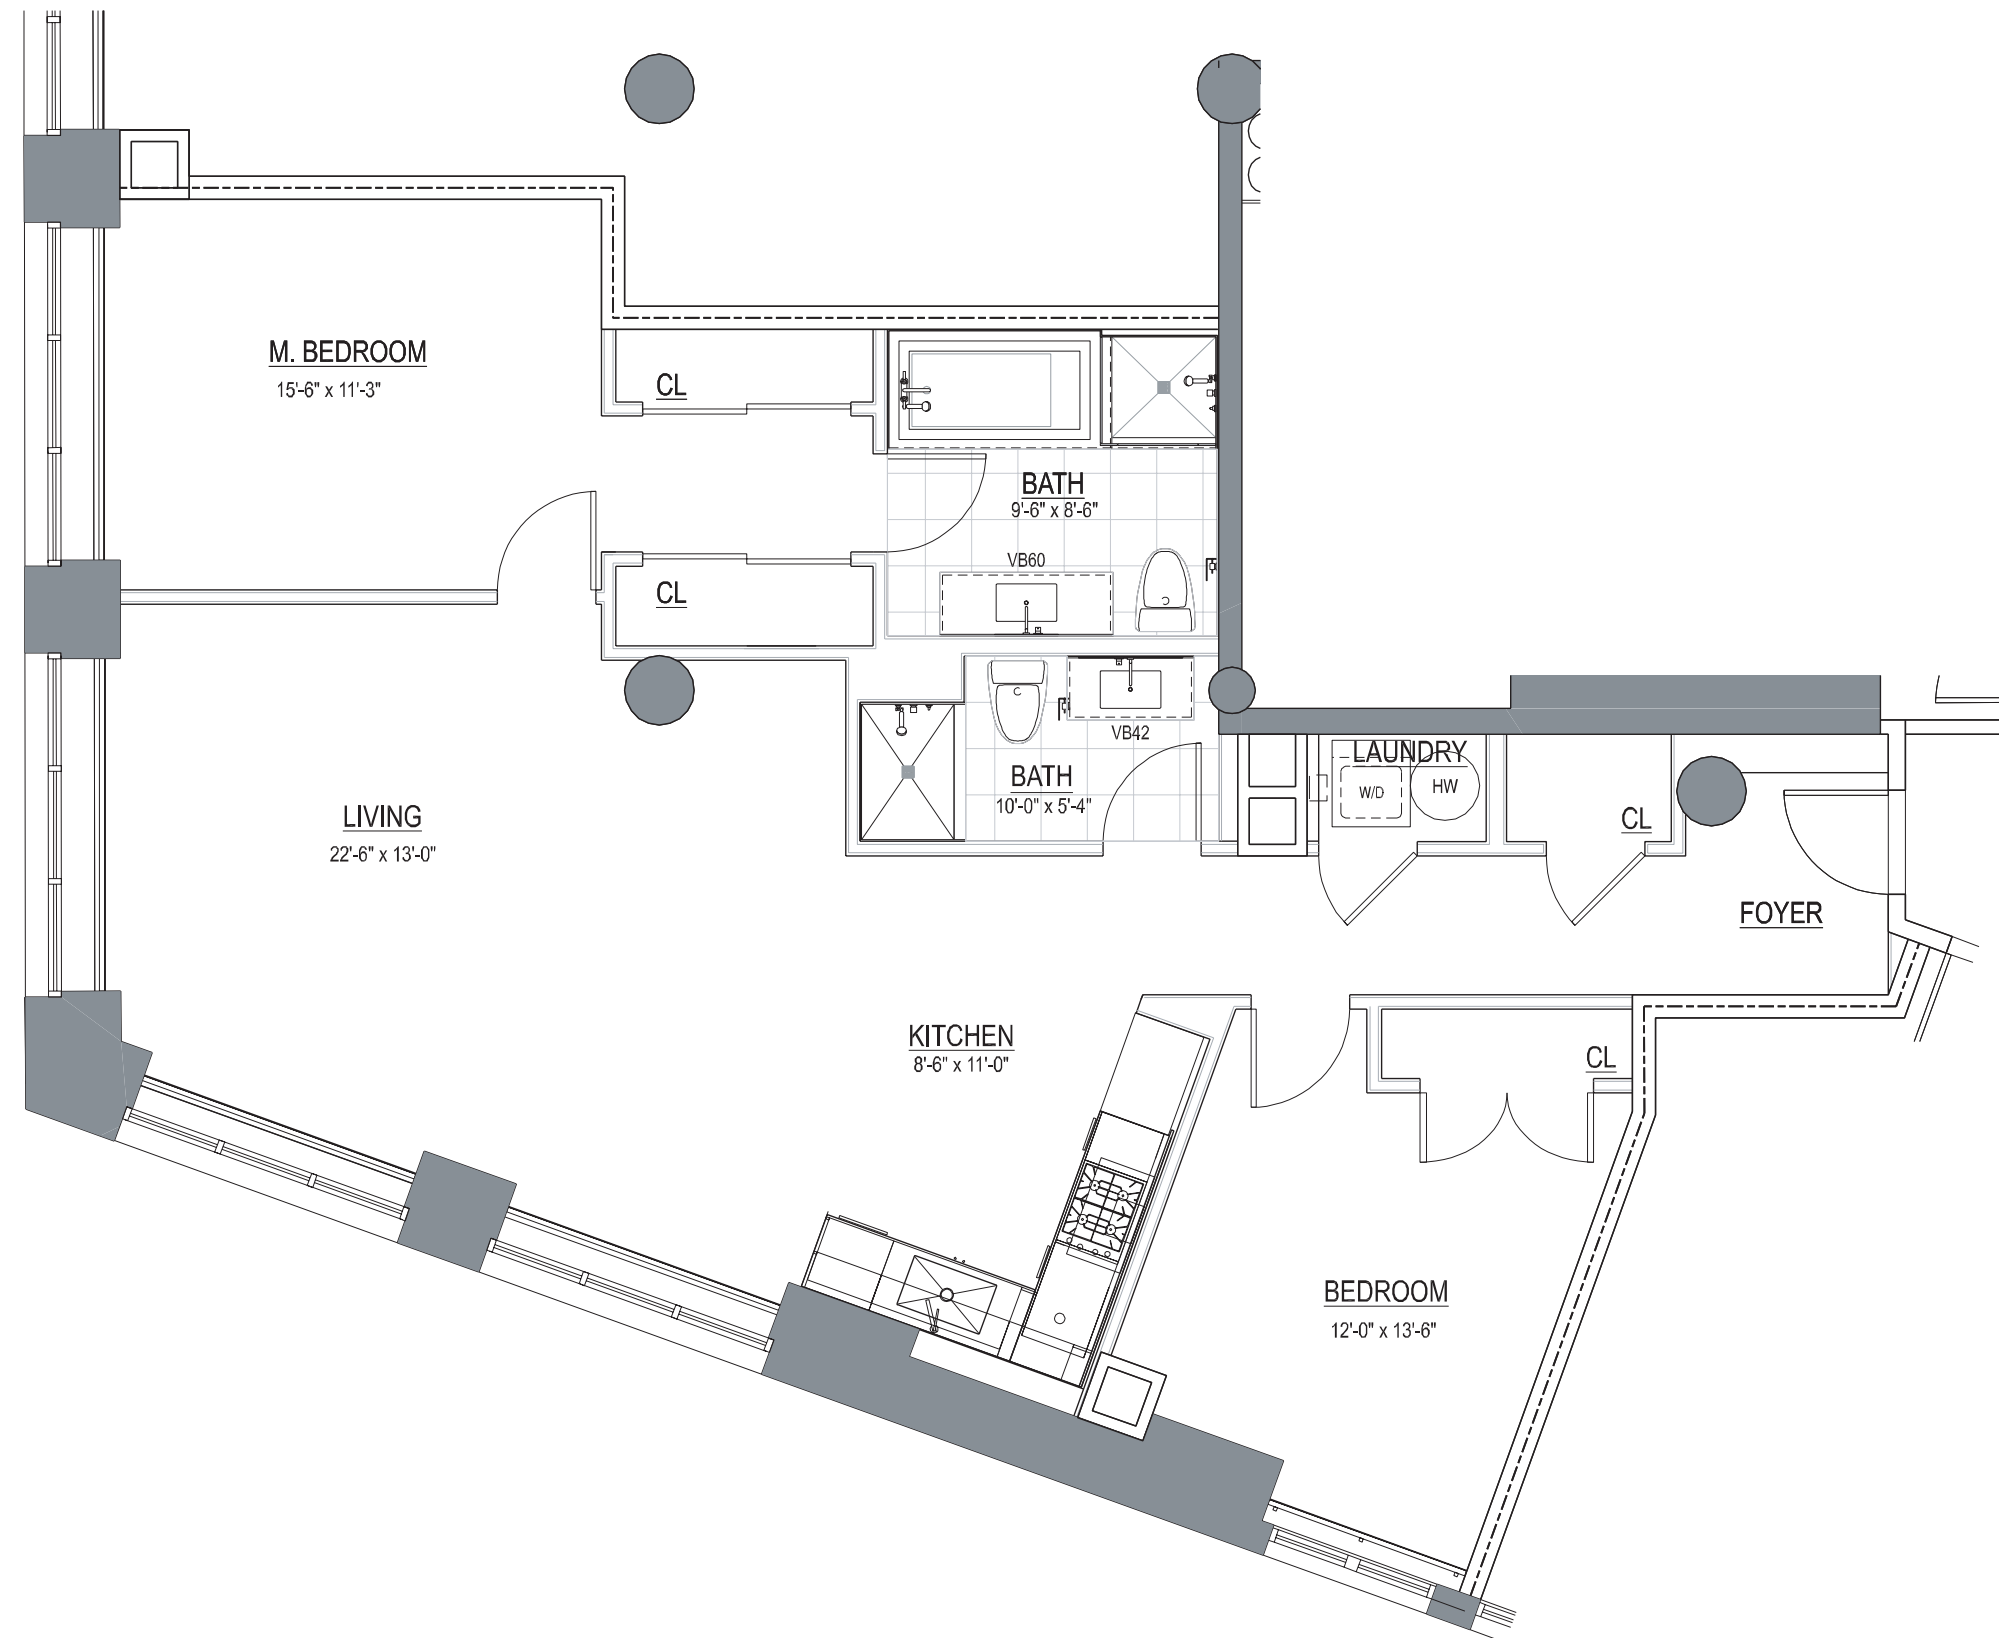 M. BEDROOM
15'-6" x 11'-3"
CL
BATH
9'-6" x 8'-6"
VB60
CL
VB42
BATH
10'-0" x 5'-4"
LAUNDRY
W/D
HW
CL
LIVING
22'-6" x 13'-0"
FOYER
KITCHEN
8'-6" x 11'-0"
CL
BEDROOM
12'-0" x 13'-6"